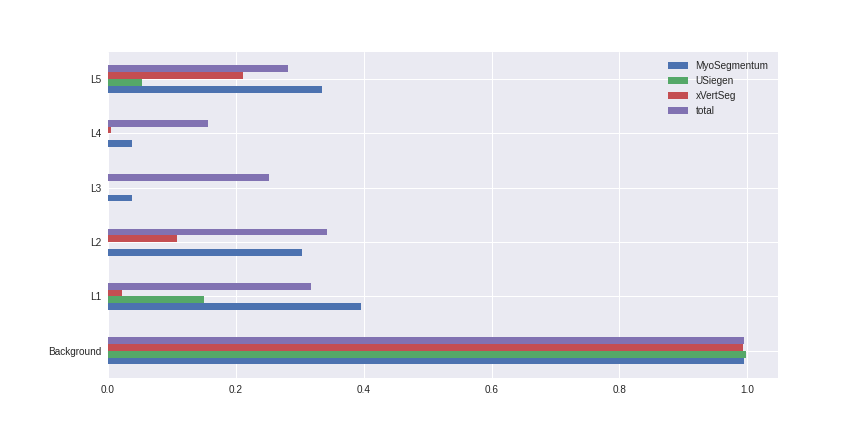 MyoSegmentum
USiegen
xVertSeg
total
L5
L4
L3
L2
L1
Background
0.0 0.2 0.4 0.6 0.8 1.0